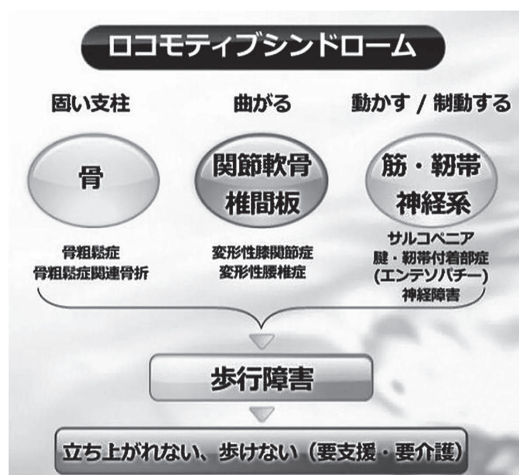 ロコモティブシンドローム
固い支柱
曲がる
動かす / 制動する
骨
関節軟骨
椎間板
筋・靭帯
神経系
骨粗鬆症
骨粗鬆症関連骨折
変形性膝関節症
変形性腰椎症
サルコペニア
腱・靭帯付着部症
(エンテソパチー)
神経障害
歩行障害
立ち上がれない、歩けない（要支援・要介護）